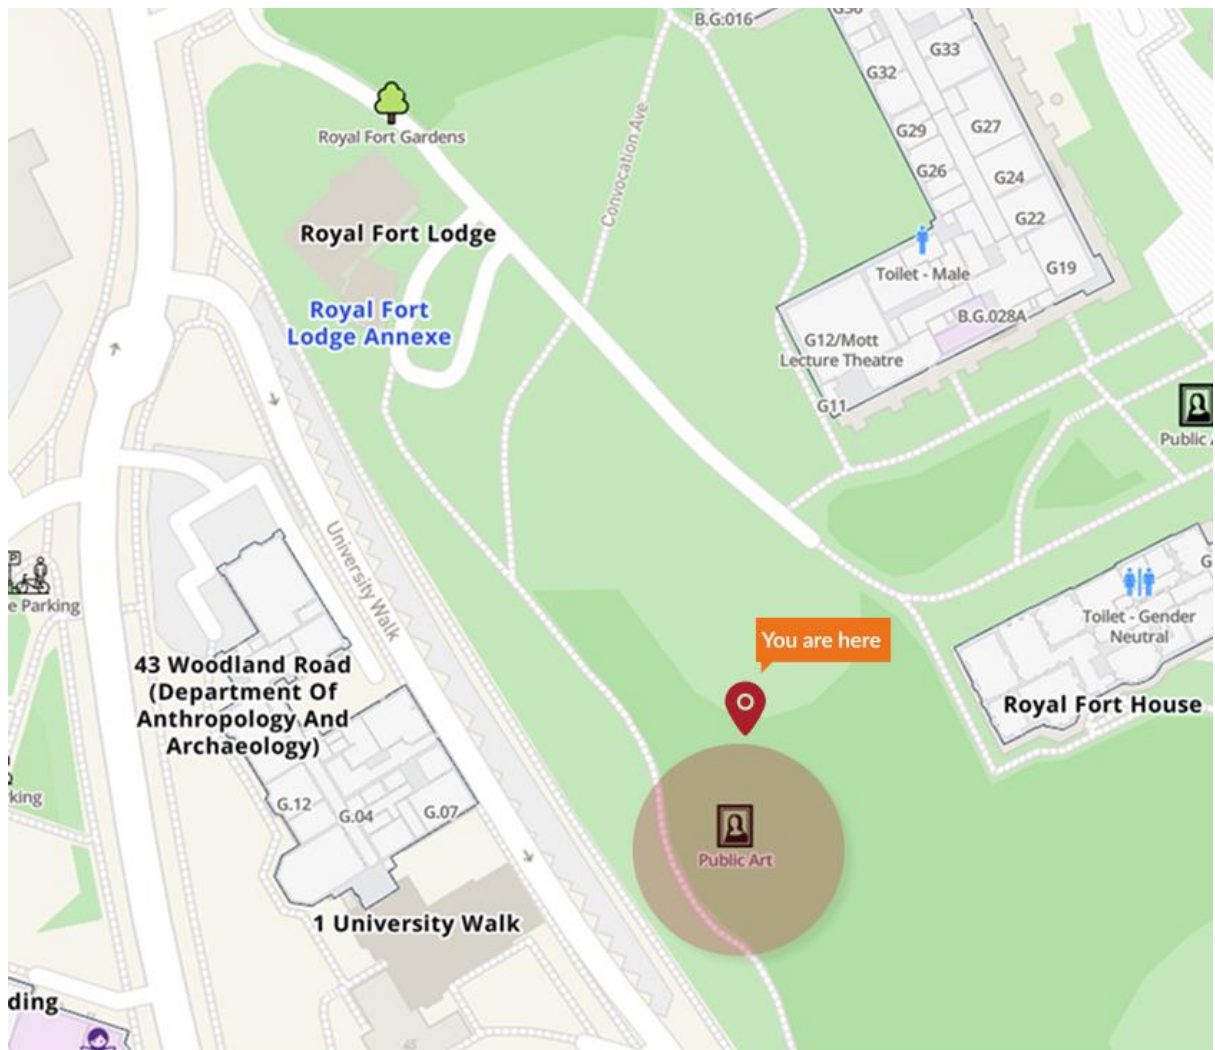 B.G:016
G33
G32
G27
G29
Royal Fort Gardens
G26
G24
Convocation Ave
G22
Royal Fort Lodge
Toilet - Male
G19
Royal Fort
Lodge Annexe
B.G.028A
G12/Mott
Lecture Theatre
G11
Public
University Walk
P
e Parking
Toilet - Gender
Neutral
You are here
43 Woodland Road
(Department Of
Anthropology And
Archaeology)
Royal Fort House
king
G.12
G.04
G.07
Public Art
1 University Walk
ding